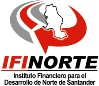 IFINORTE
Instituto Financiero para el
Desarrollo de Norte de Santander